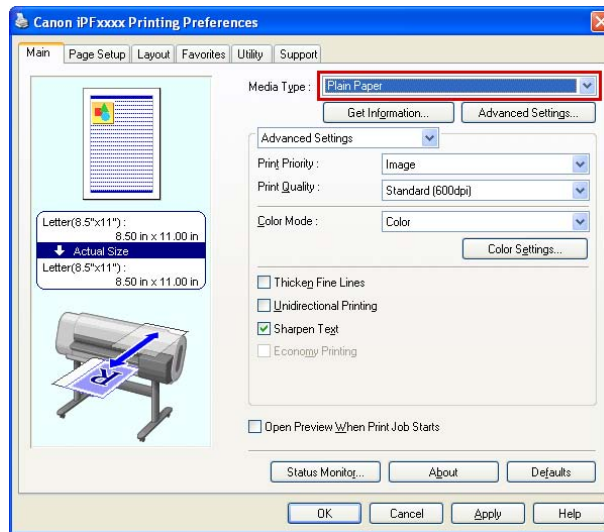 Canon iPFxxxx Printing Preferences
Main Page Setup Layout Favorites Utility Support
Media Type : Plain Paper
Get Information... Advanced Settings...
Advanced Settings
Print Priority : Image
Print Quality : Standard (600dpi)
Color Mode : Color
Color Settings...
Letter(8.5"x11") :
8.50 in x 11.00 in
Actual Size
Letter(8.5"x11") :
8.50 in x 11.00 in
Thicken Fine Lines
Unidirectional Printing
Sharpen Text
Economy Printing
Open Preview When Print Job Starts
Status Monitor... About Defaults
OK Cancel Apply Help